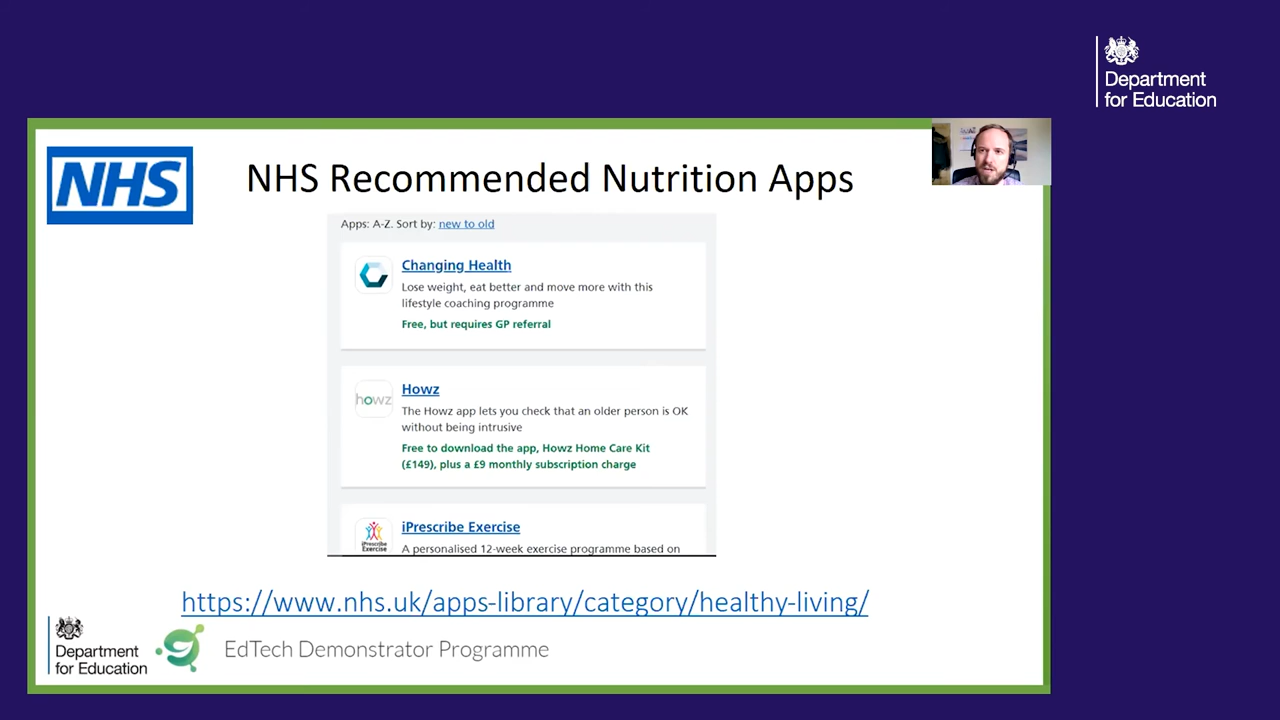 Department
for Education
NHS
NHS Recommended Nutrition Apps
Apps: A-Z. Sort by: new to old
Changing Health
Lose weight, eat better and move more with this
lifestyle coaching programme
Free, but requires GP referral
howz
Howz
The Howz app lets you check that an older person is OK
without being intrusive
Free to download the app, Howz Home Care Kit
(£149), plus a £9 monthly subscription charge
iPrescribe
Exercise
iPrescribe Exercise
A personalised 12-week exercise programme based on
https://www.nhs.uk/apps-library/category/healthy-living/
Department
for Education
EdTech Demonstrator Programme